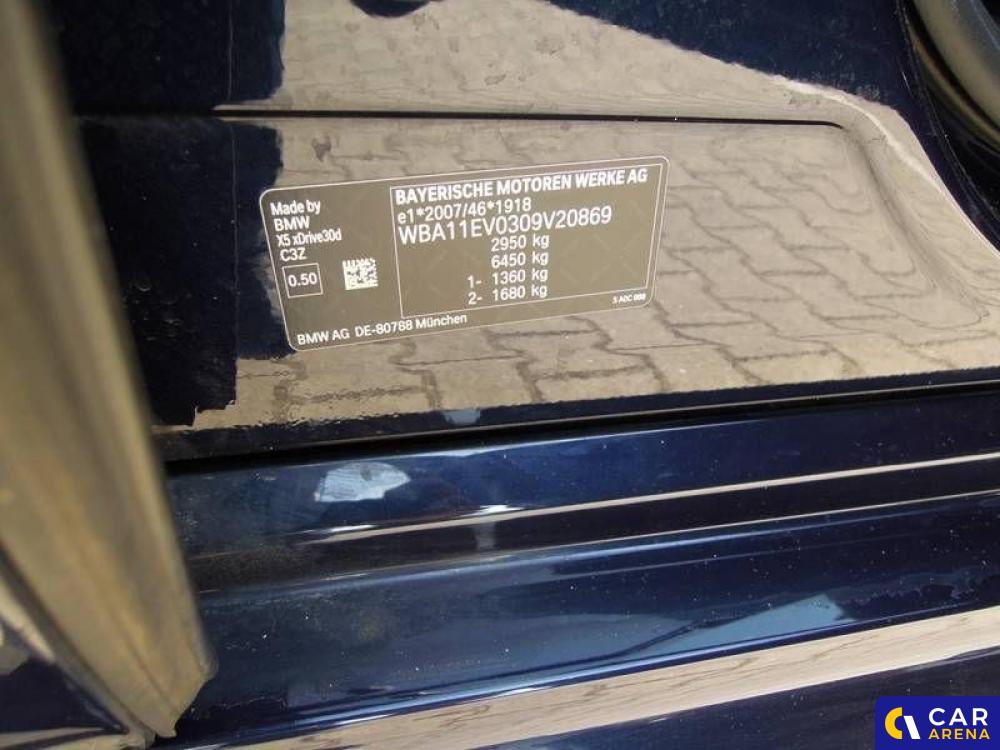 Made by
BMW
X5 xDrive30d
C3Z
0.50
BAYERISCHE MOTOREN WERKE AG
e1*2007/46*1918
WBA11EV0309V20869
2950 kg
6450 kg
1- 1360 kg
2- 1680 kg
BMW AG DE-80788 München
CAR
ARENA